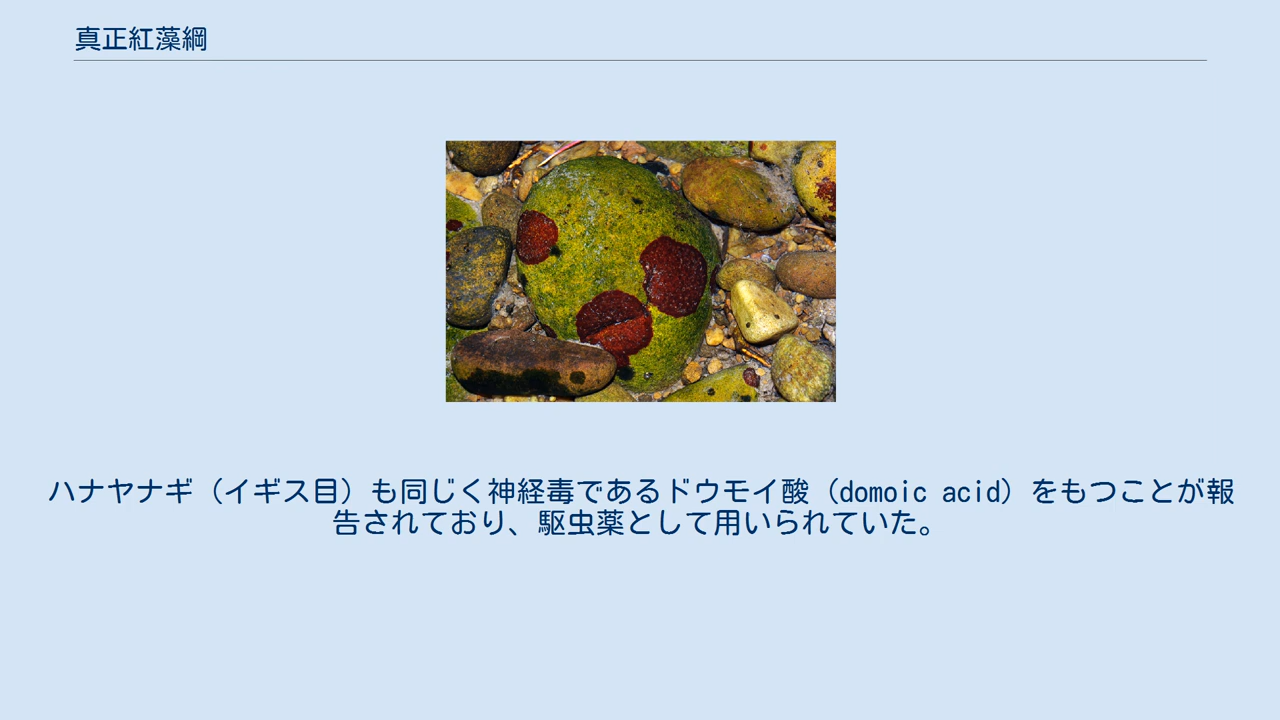 真正紅藻綱
ハナヤナギ（イギス目）も同じく神経毒であるドウモイ酸（domoic acid）をもつことが報
告されており、駆虫薬として用いられていた。